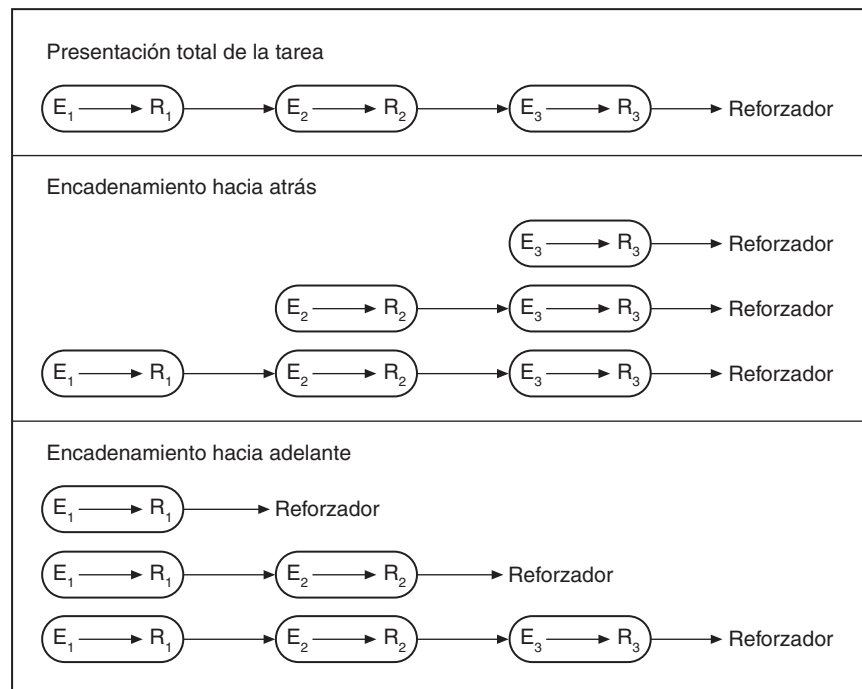 Presentación total de la tarea
E₁ R₁ E₂ R₂ E₃ R₃ Reforzador
Encadenamiento hacia atrás
E₃ R₃ Reforzador
E₂ R₂ E₃ R₃ Reforzador
E₁ R₁ E₂ R₂ E₃ R₃ Reforzador
Encadenamiento hacia adelante
E₁ R₁ Reforzador
E₁ R₁ E₂ R₂ Reforzador
E₁ R₁ E₂ R₂ E₃ R₃ Reforzador